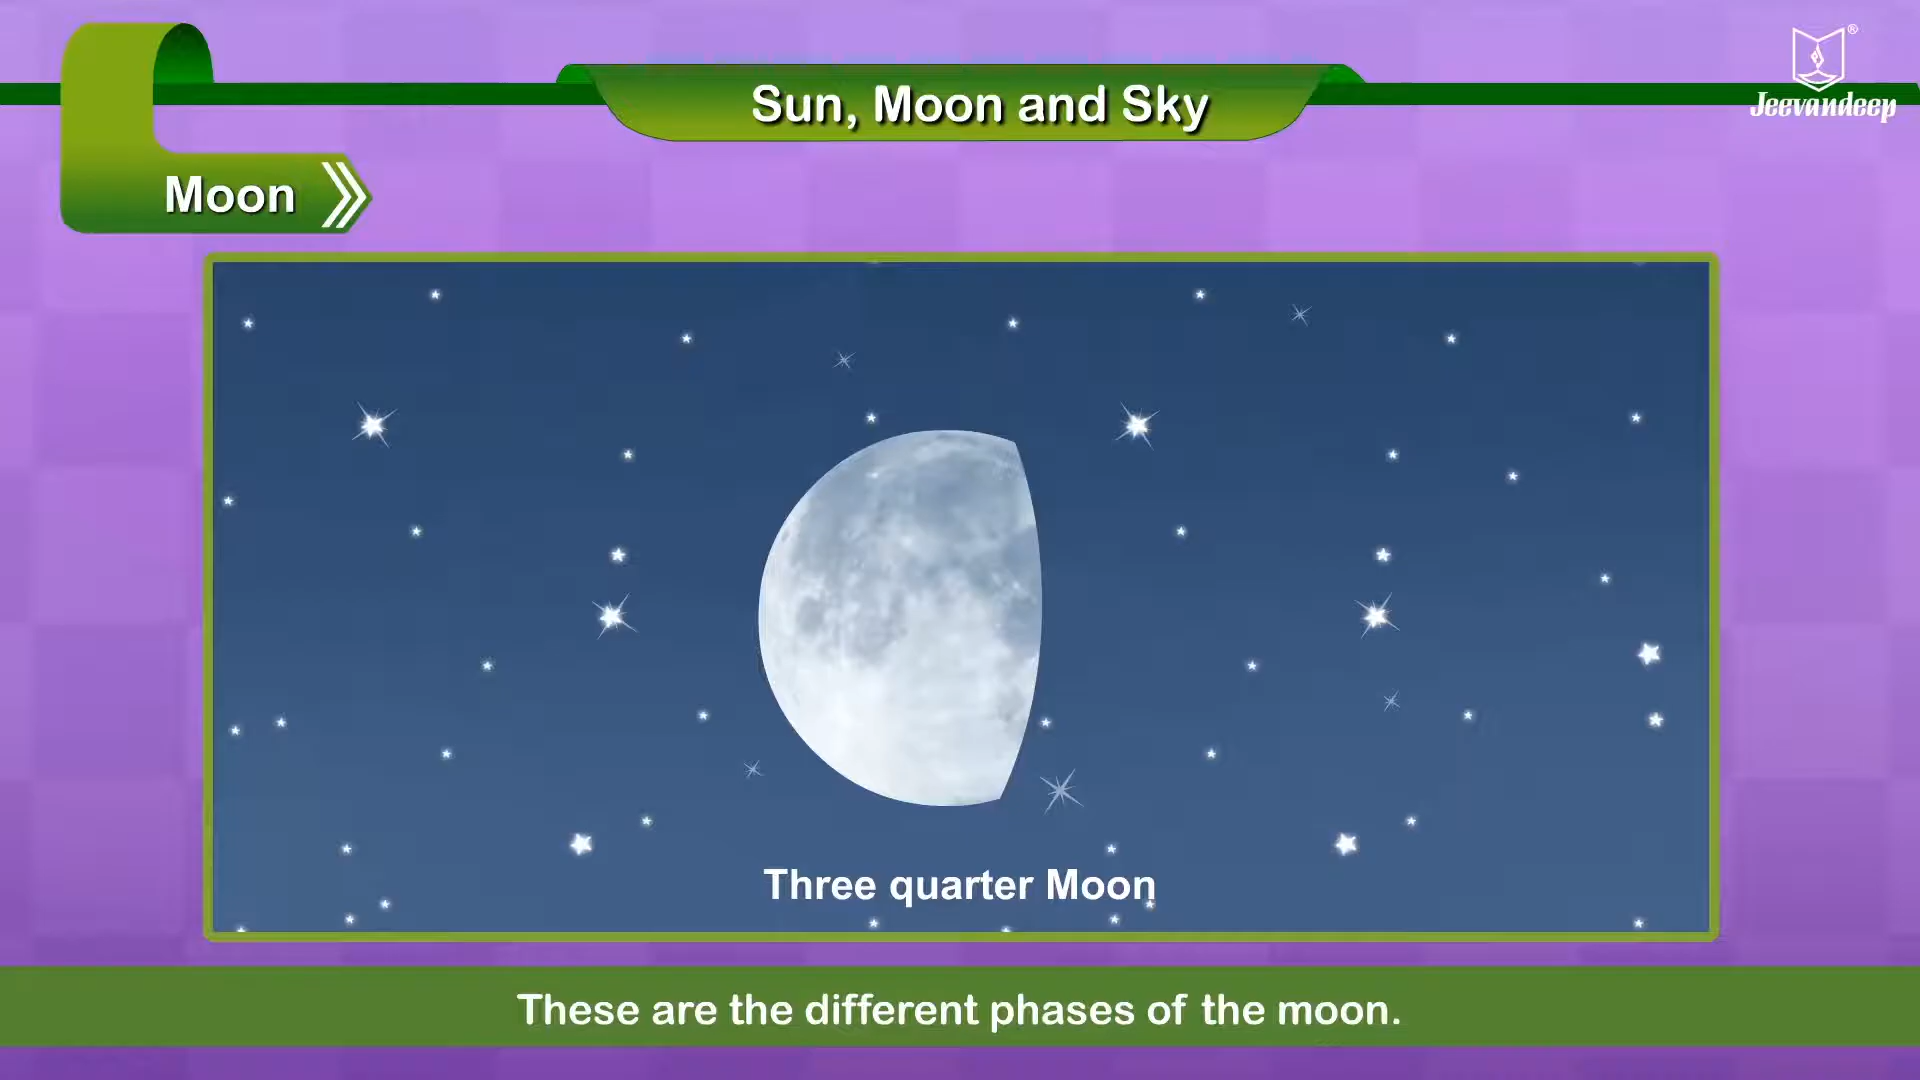 Sun, Moon and Sky
®
Jeevandeep
Moon
Three quarter Moon
These are the different phases of the moon.